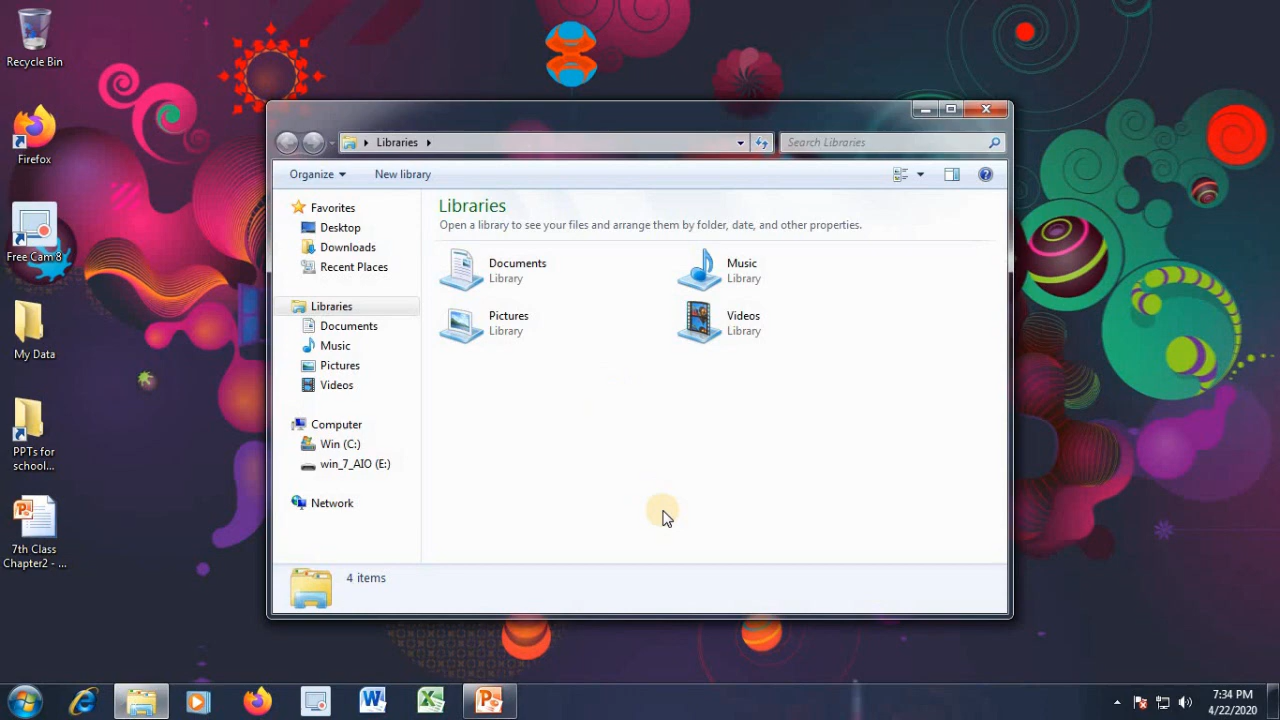 Recycle Bin
Firefox
Free Cam 8
My Data
PPTs for
school...
7th Class
Chapter2 - ...
Libraries
Search Libraries
Organize
New library
Favorites
Desktop
Downloads
Recent Places
Libraries
Documents
Music
Pictures
Videos
Computer
Win (C:)
win_7_AIO (E:)
Network
Libraries
Open a library to see your files and arrange them by folder, date, and other properties.
Documents
Library
Music
Library
Pictures
Library
Videos
Library
4 items
7:34 PM
4/22/2020